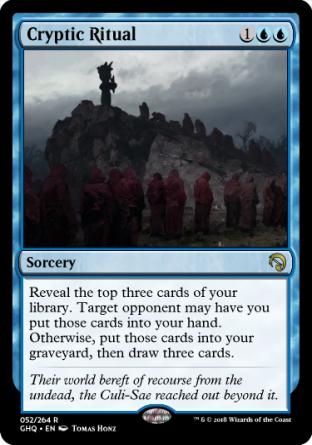 Cryptic Ritual 1
Sorcery
Reveal the top three cards of your
library. Target opponent may have you
put those cards into your hand.
Otherwise, put those cards into your
graveyard, then draw three cards.
Their world bereft of recourse from the
undead, the Culi-Sae reached out beyond it.
052/264 R
GHQ • EN Tomas Honz
™ & © 2018 Wizards of the Coast